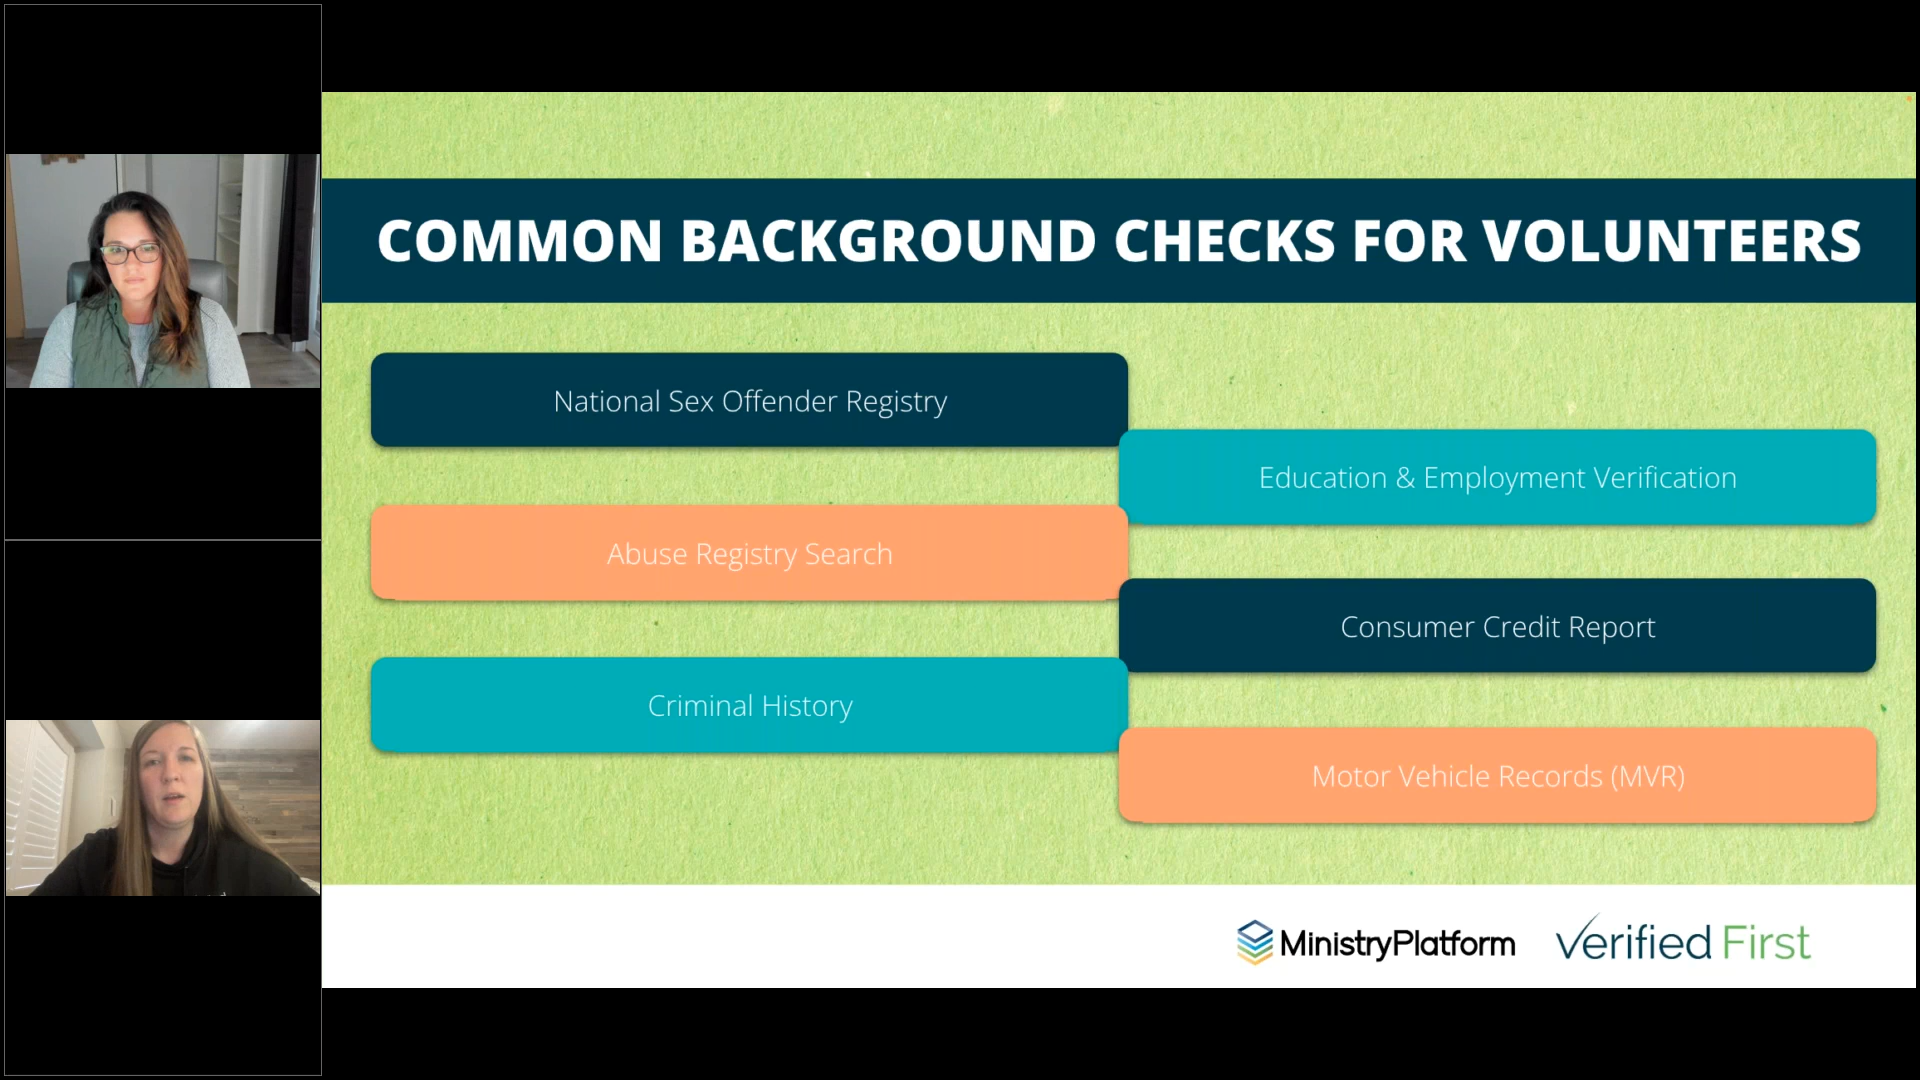 COMMON BACKGROUND CHECKS FOR VOLUNTEERS
National Sex Offender Registry
Education & Employment Verification
Abuse Registry Search
Consumer Credit Report
Criminal History
Motor Vehicle Records (MVR)
MinistryPlatform
Verified First